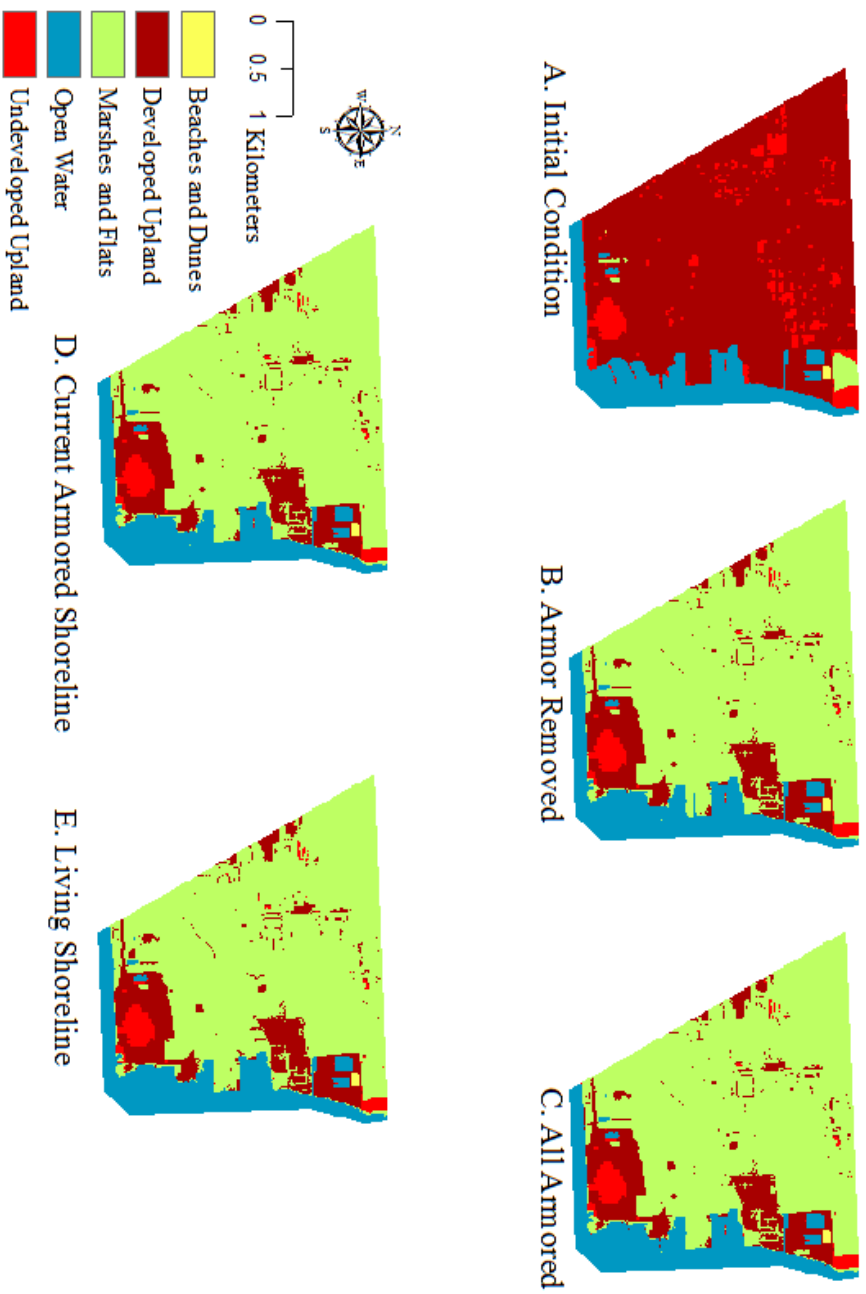 A. Initial Condition
B. Armor Removed
C. All Armored
D. Current Armored Shoreline
E. Living Shoreline
N
W
E
S
0 0.5 1 Kilometers
Beaches and Dunes
Developed Upland
Marshes and Flats
Open Water
Undeveloped Upland